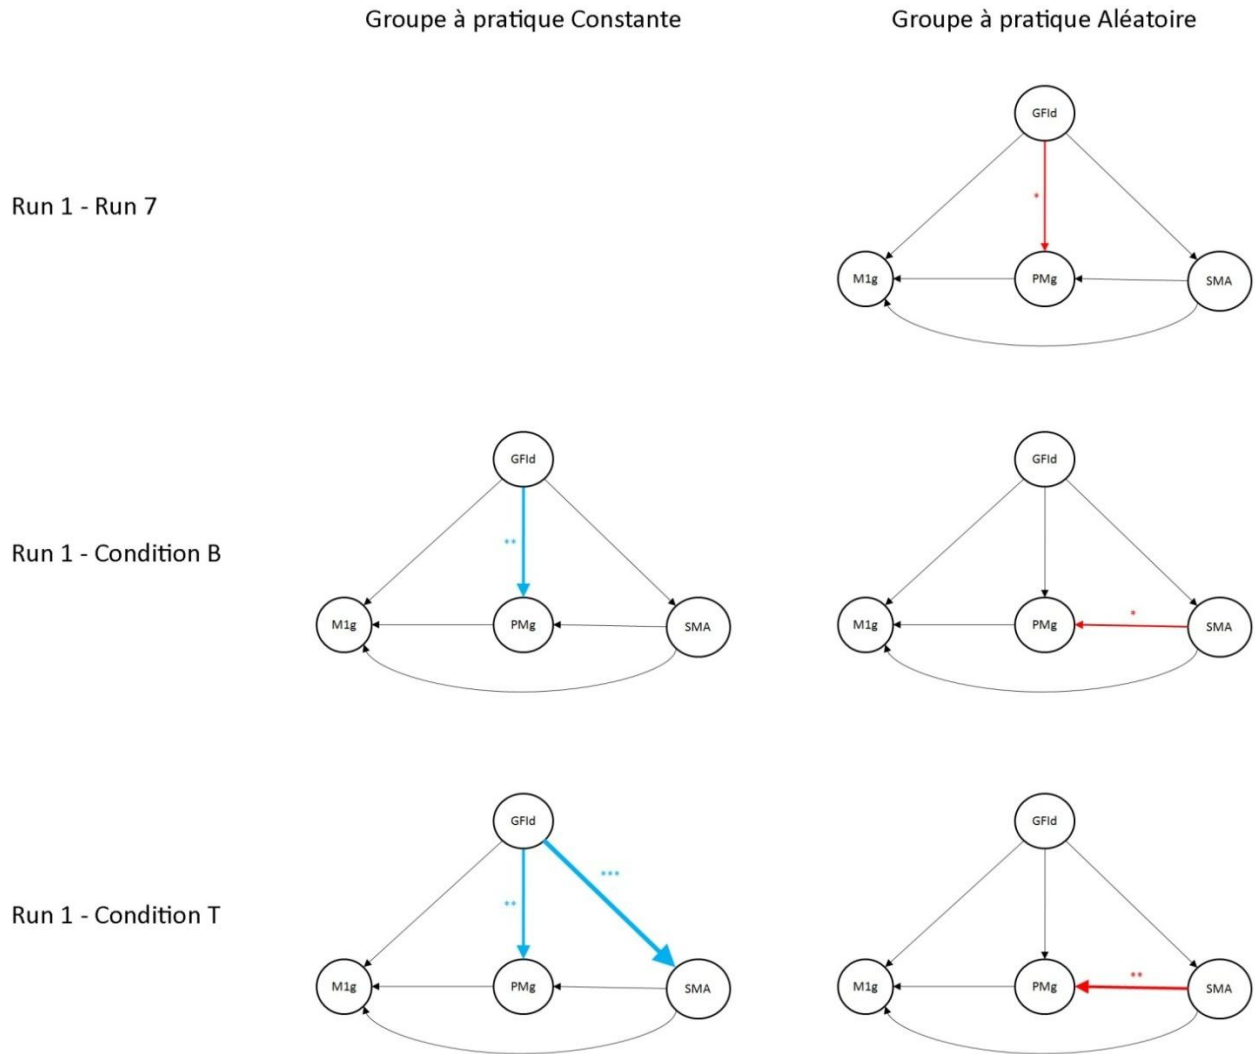 Groupe à pratique Constante
Groupe à pratique Aléatoire
Run 1 - Run 7
GFId
*
M1g
PMg
SMA
Run 1 - Condition B
GFId
**
M1g
PMg
SMA
GFId
*
M1g
PMg
SMA
Run 1 - Condition T
GFId
***
**
M1g
PMg
SMA
GFId
**
M1g
PMg
SMA